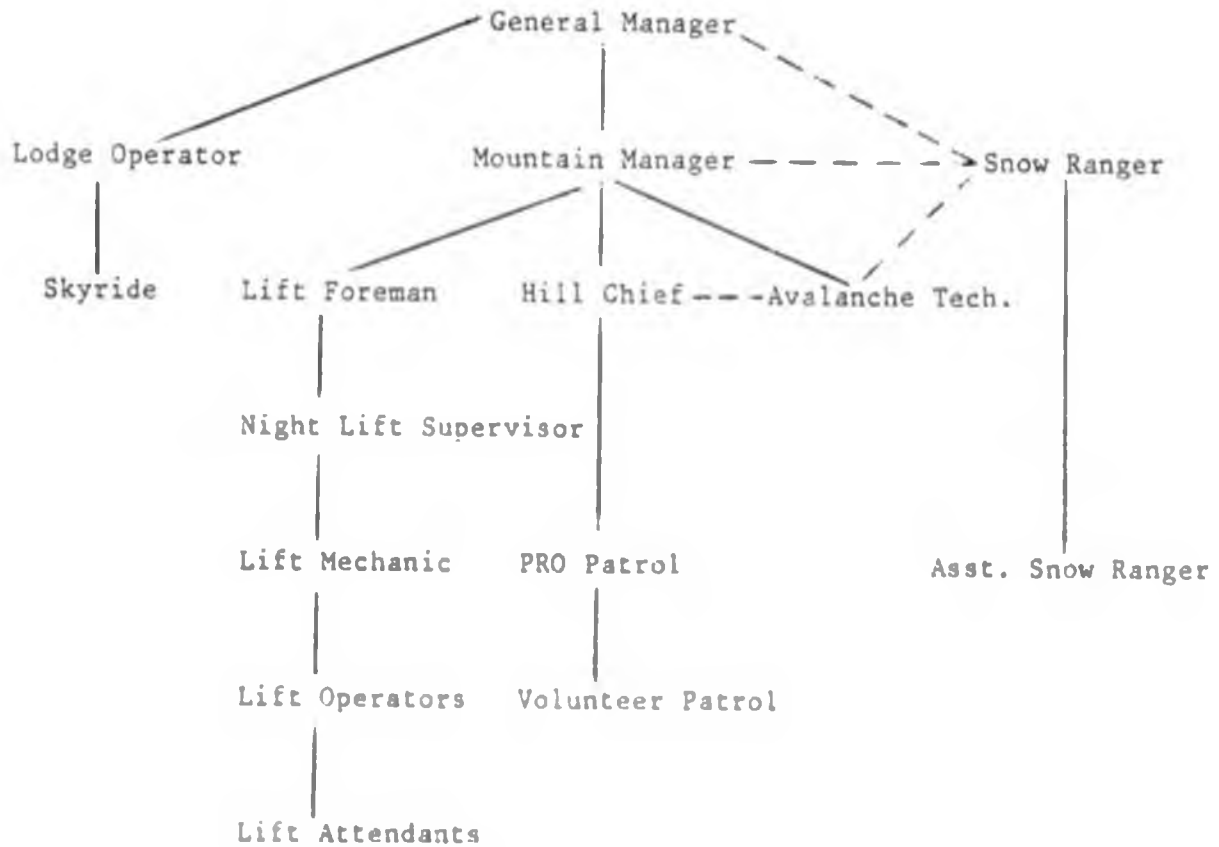 General Manager
Lodge Operator Mountain Manager Snow Ranger
Skyride Lift Foreman Hill Chief Avalanche Tech.
Night Lift Supervisor
Lift Mechanic PRO Patrol Asst. Snow Ranger
Lift Operators Volunteer Patrol
Lift Attendants